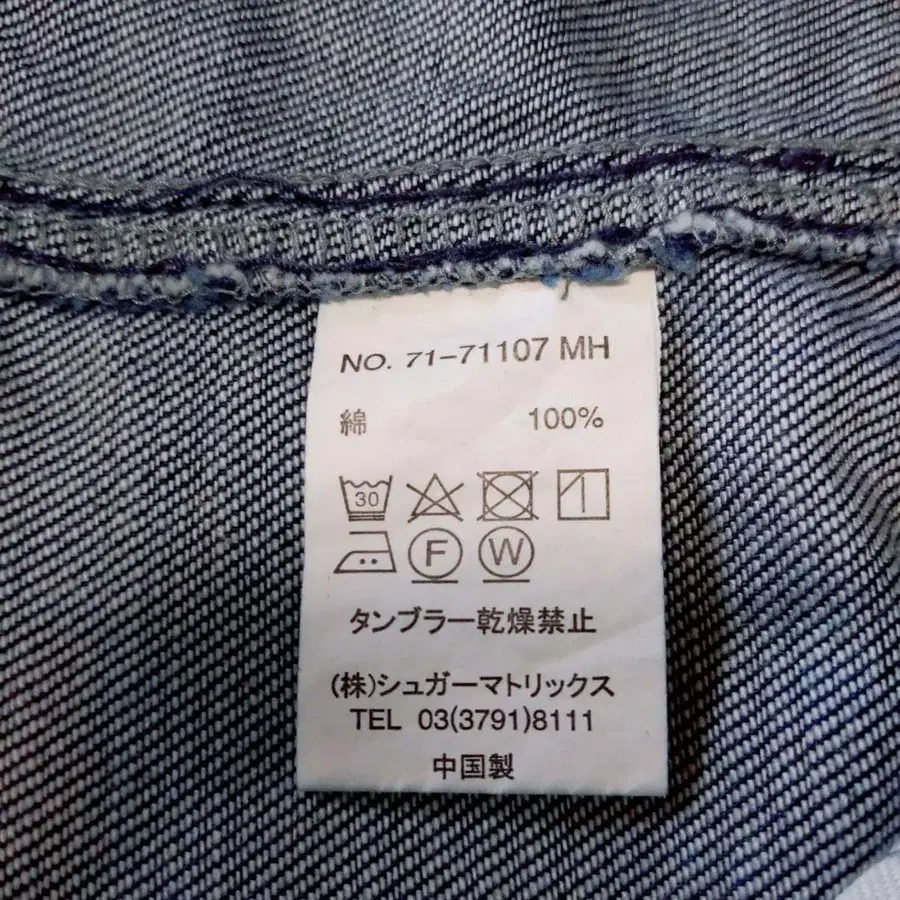 NO. 71-71107 MH
綿 100%
30
F W
タンブラー乾燥禁止
(株)シュガーマトリックス
TEL 03(3791)8111
中国製